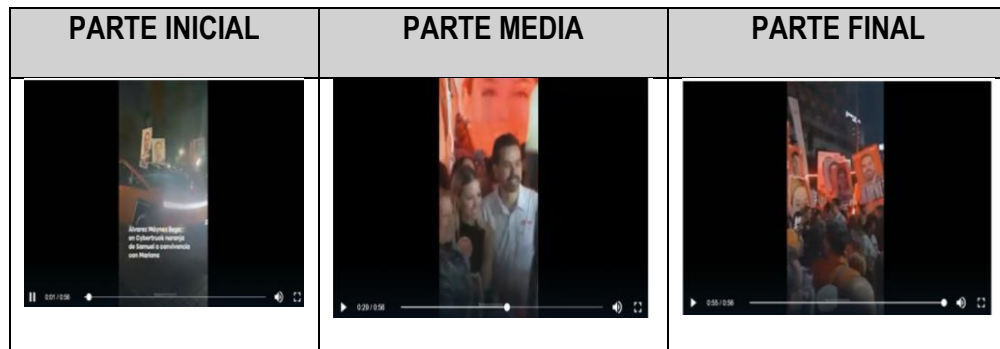 PARTE INICIAL
PARTE MEDIA
PARTE FINAL
Álvarez Máynez llega
en Cybertruck naranja
de Samuel a convivencia
con Mariana
0:01 / 0:56
0:29 / 0:56
0:55 / 0:56